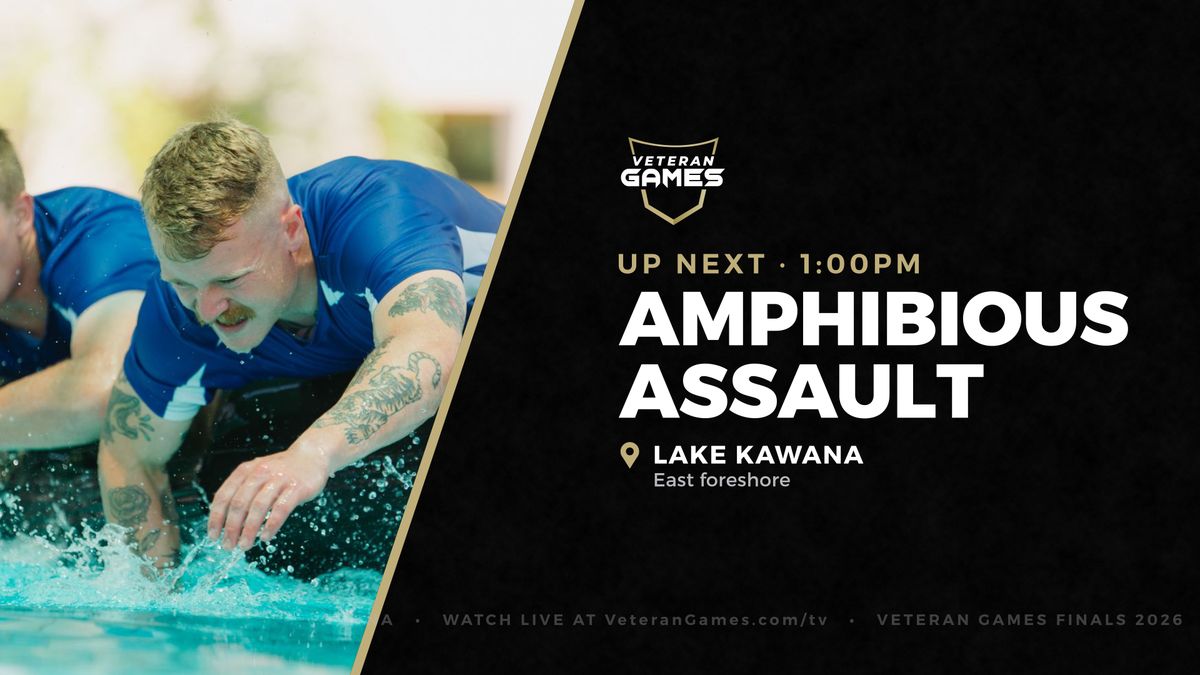 VETERAN
GAMES
UP NEXT · 1:00PM
AMPHIBIOUS
ASSAULT
LAKE KAWANA
East foreshore
A • WATCH LIVE AT VeteranGames.com/tv • VETERAN GAMES FINALS 2026